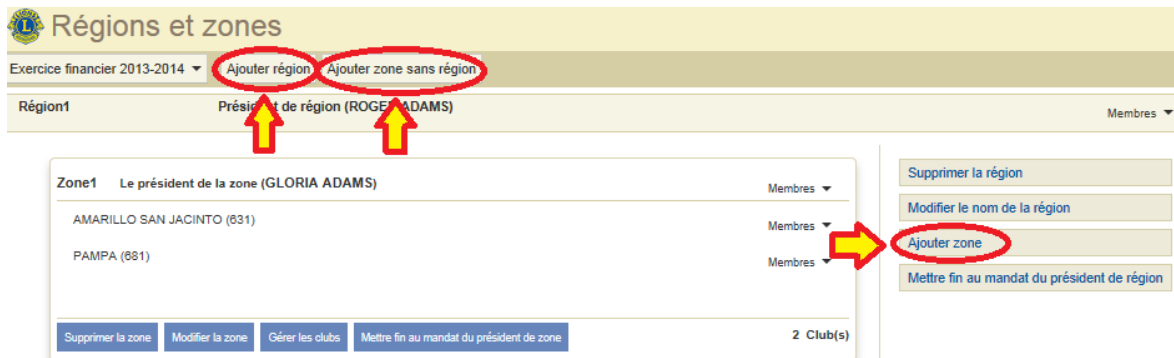 Régions et zones
Exercice financier 2013-2014 Ajouter région Ajouter zone sans région
Région1 Président de région (ROGER ADAMS) Membres
Zone1 Le président de la zone (GLORIA ADAMS) Membres
AMARILLO SAN JACINTO (631) Membres
PAMPA (681) Membres
Supprimer la zone Modifier la zone Gérer les clubs Mettre fin au mandat du président de zone 2 Club(s)
Supprimer la région
Modifier le nom de la région
Ajouter zone
Mettre fin au mandat du président de région